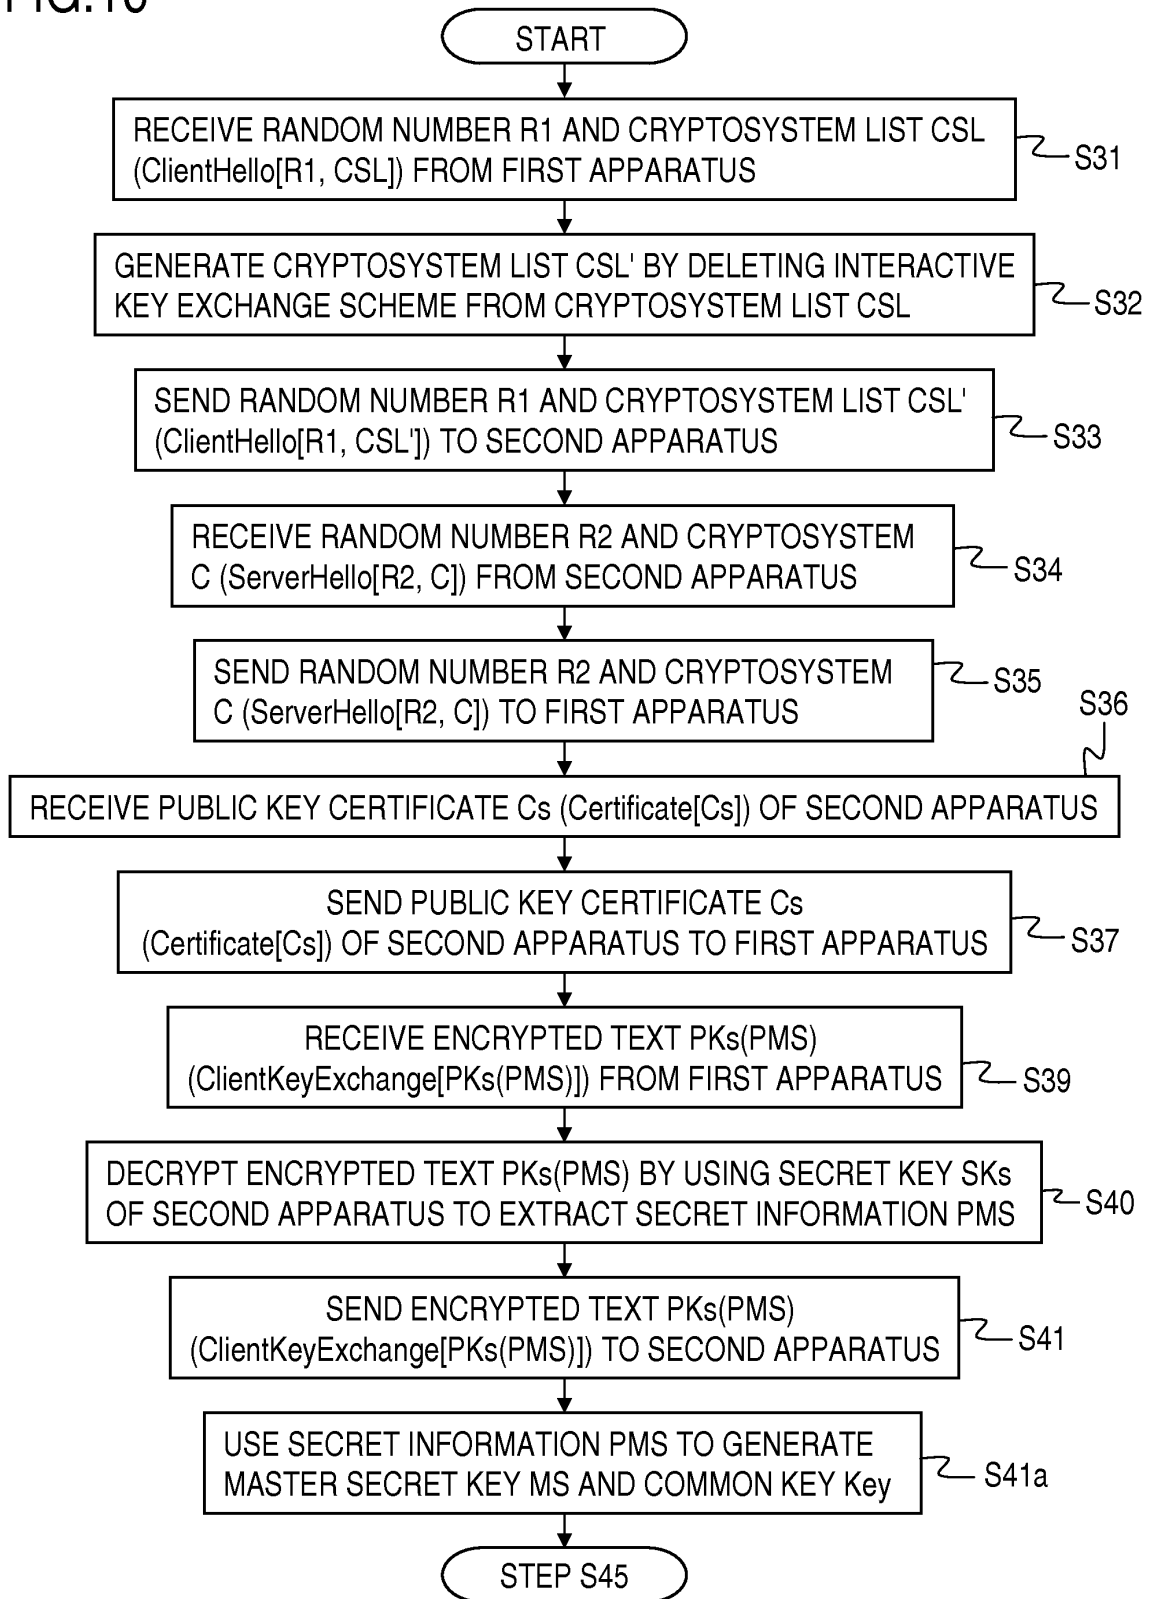 FIG.10
START
RECEIVE RANDOM NUMBER R1 AND CRYPTOSYSTEM LIST CSL
(ClientHello[R1, CSL]) FROM FIRST APPARATUS
S31
GENERATE CRYPTOSYSTEM LIST CSL' BY DELETING INTERACTIVE
KEY EXCHANGE SCHEME FROM CRYPTOSYSTEM LIST CSL
S32
SEND RANDOM NUMBER R1 AND CRYPTOSYSTEM LIST CSL'
(ClientHello[R1, CSL']) TO SECOND APPARATUS
S33
RECEIVE RANDOM NUMBER R2 AND CRYPTOSYSTEM
C (ServerHello[R2, C]) FROM SECOND APPARATUS
S34
SEND RANDOM NUMBER R2 AND CRYPTOSYSTEM
C (ServerHello[R2, C]) TO FIRST APPARATUS
S35
S36
RECEIVE PUBLIC KEY CERTIFICATE Cs (Certificate[Cs]) OF SECOND APPARATUS
SEND PUBLIC KEY CERTIFICATE Cs
(Certificate[Cs]) OF SECOND APPARATUS TO FIRST APPARATUS
S37
RECEIVE ENCRYPTED TEXT PKs(PMS)
(ClientKeyExchange[PKs(PMS)]) FROM FIRST APPARATUS
S39
DECRYPT ENCRYPTED TEXT PKs(PMS) BY USING SECRET KEY SKs
OF SECOND APPARATUS TO EXTRACT SECRET INFORMATION PMS
S40
SEND ENCRYPTED TEXT PKs(PMS)
(ClientKeyExchange[PKs(PMS)]) TO SECOND APPARATUS
S41
USE SECRET INFORMATION PMS TO GENERATE
MASTER SECRET KEY MS AND COMMON KEY Key
S41a
STEP S45